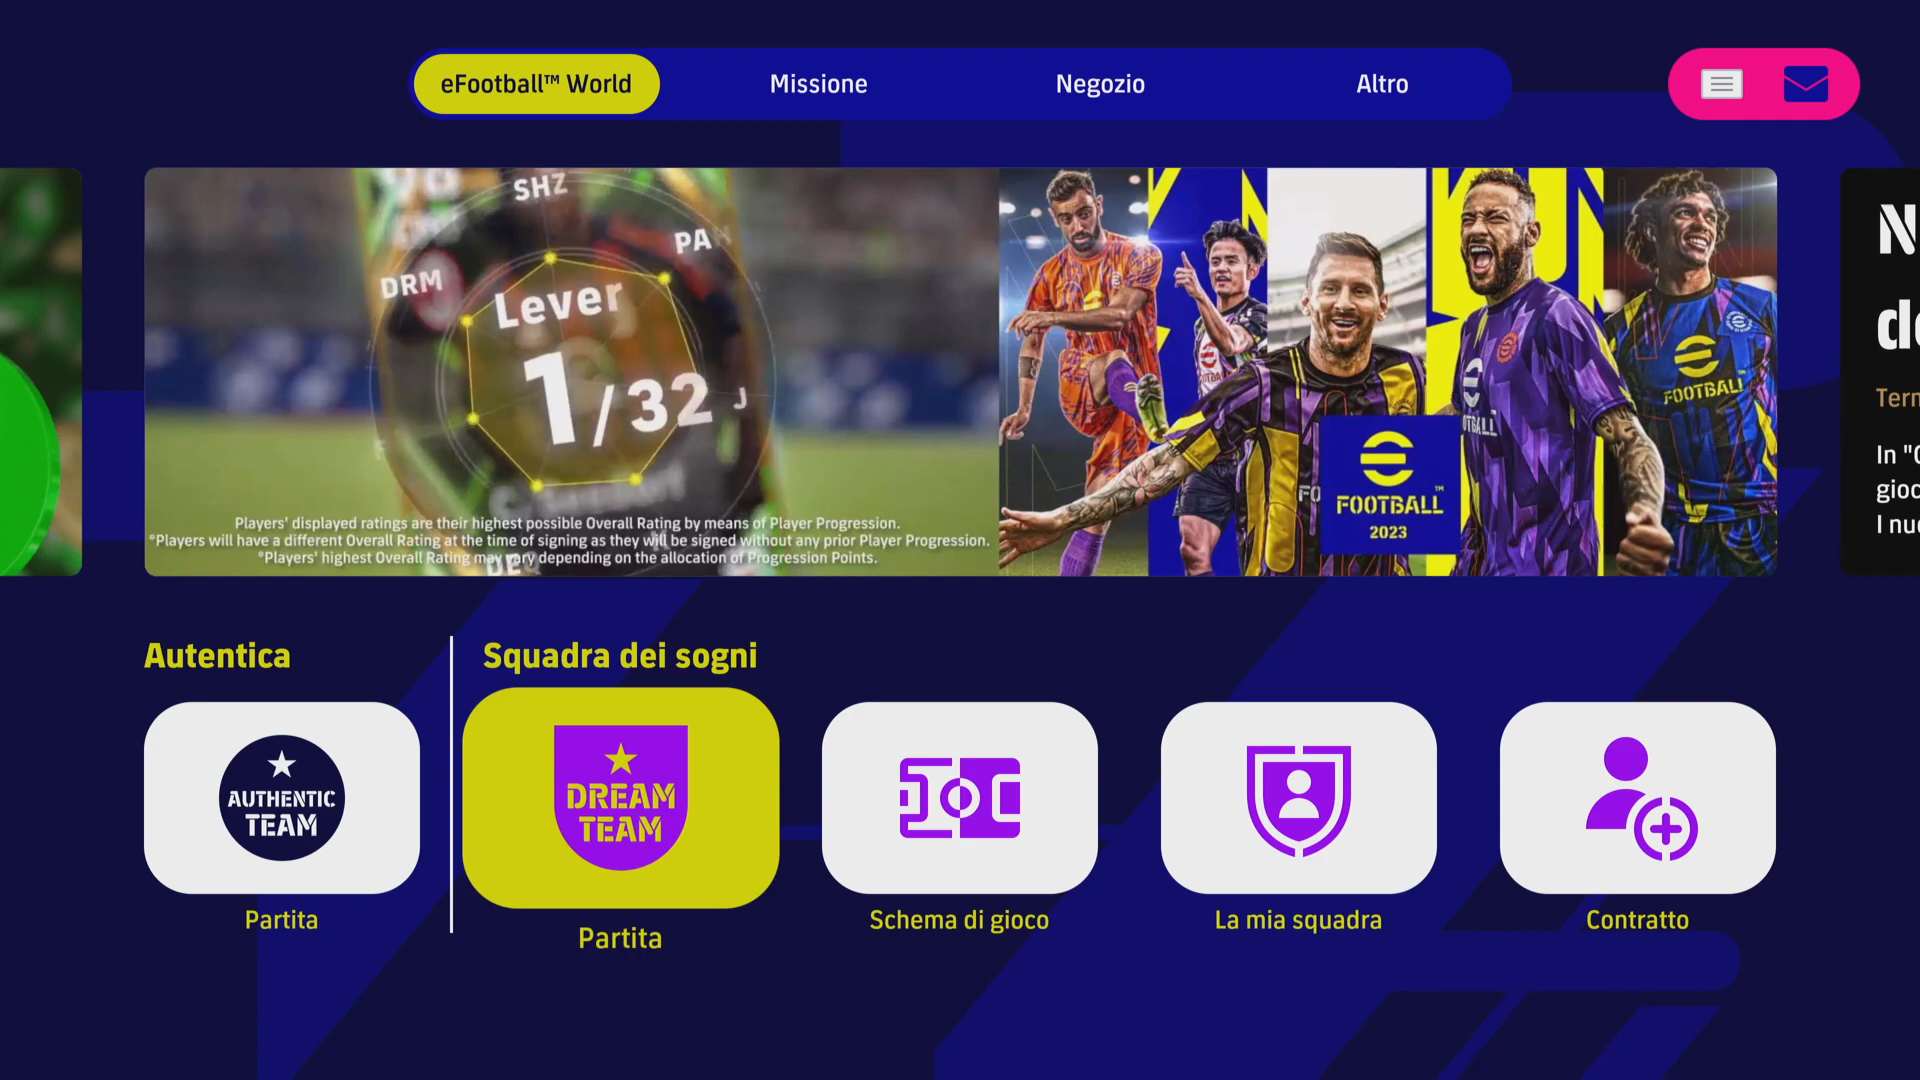 eFootball™ World
Missione
Negozio
Altro
SHZ
PA
DRM
Lever
1/32
J
Players' displayed ratings are their highest possible Overall Rating by means of Player Progression.
*Players will have a different Overall Rating at the time of signing as they will be signed without any prior Player Progression.
*Players' highest Overall Rating may vary depending on the allocation of Progression Points.
FOOTBALL
FOOTBALL™
2023
Autentica
Squadra dei sogni
AUTHENTIC
TEAM
DREAM
TEAM
Partita
Partita
Schema di gioco
La mia squadra
Contratto
In